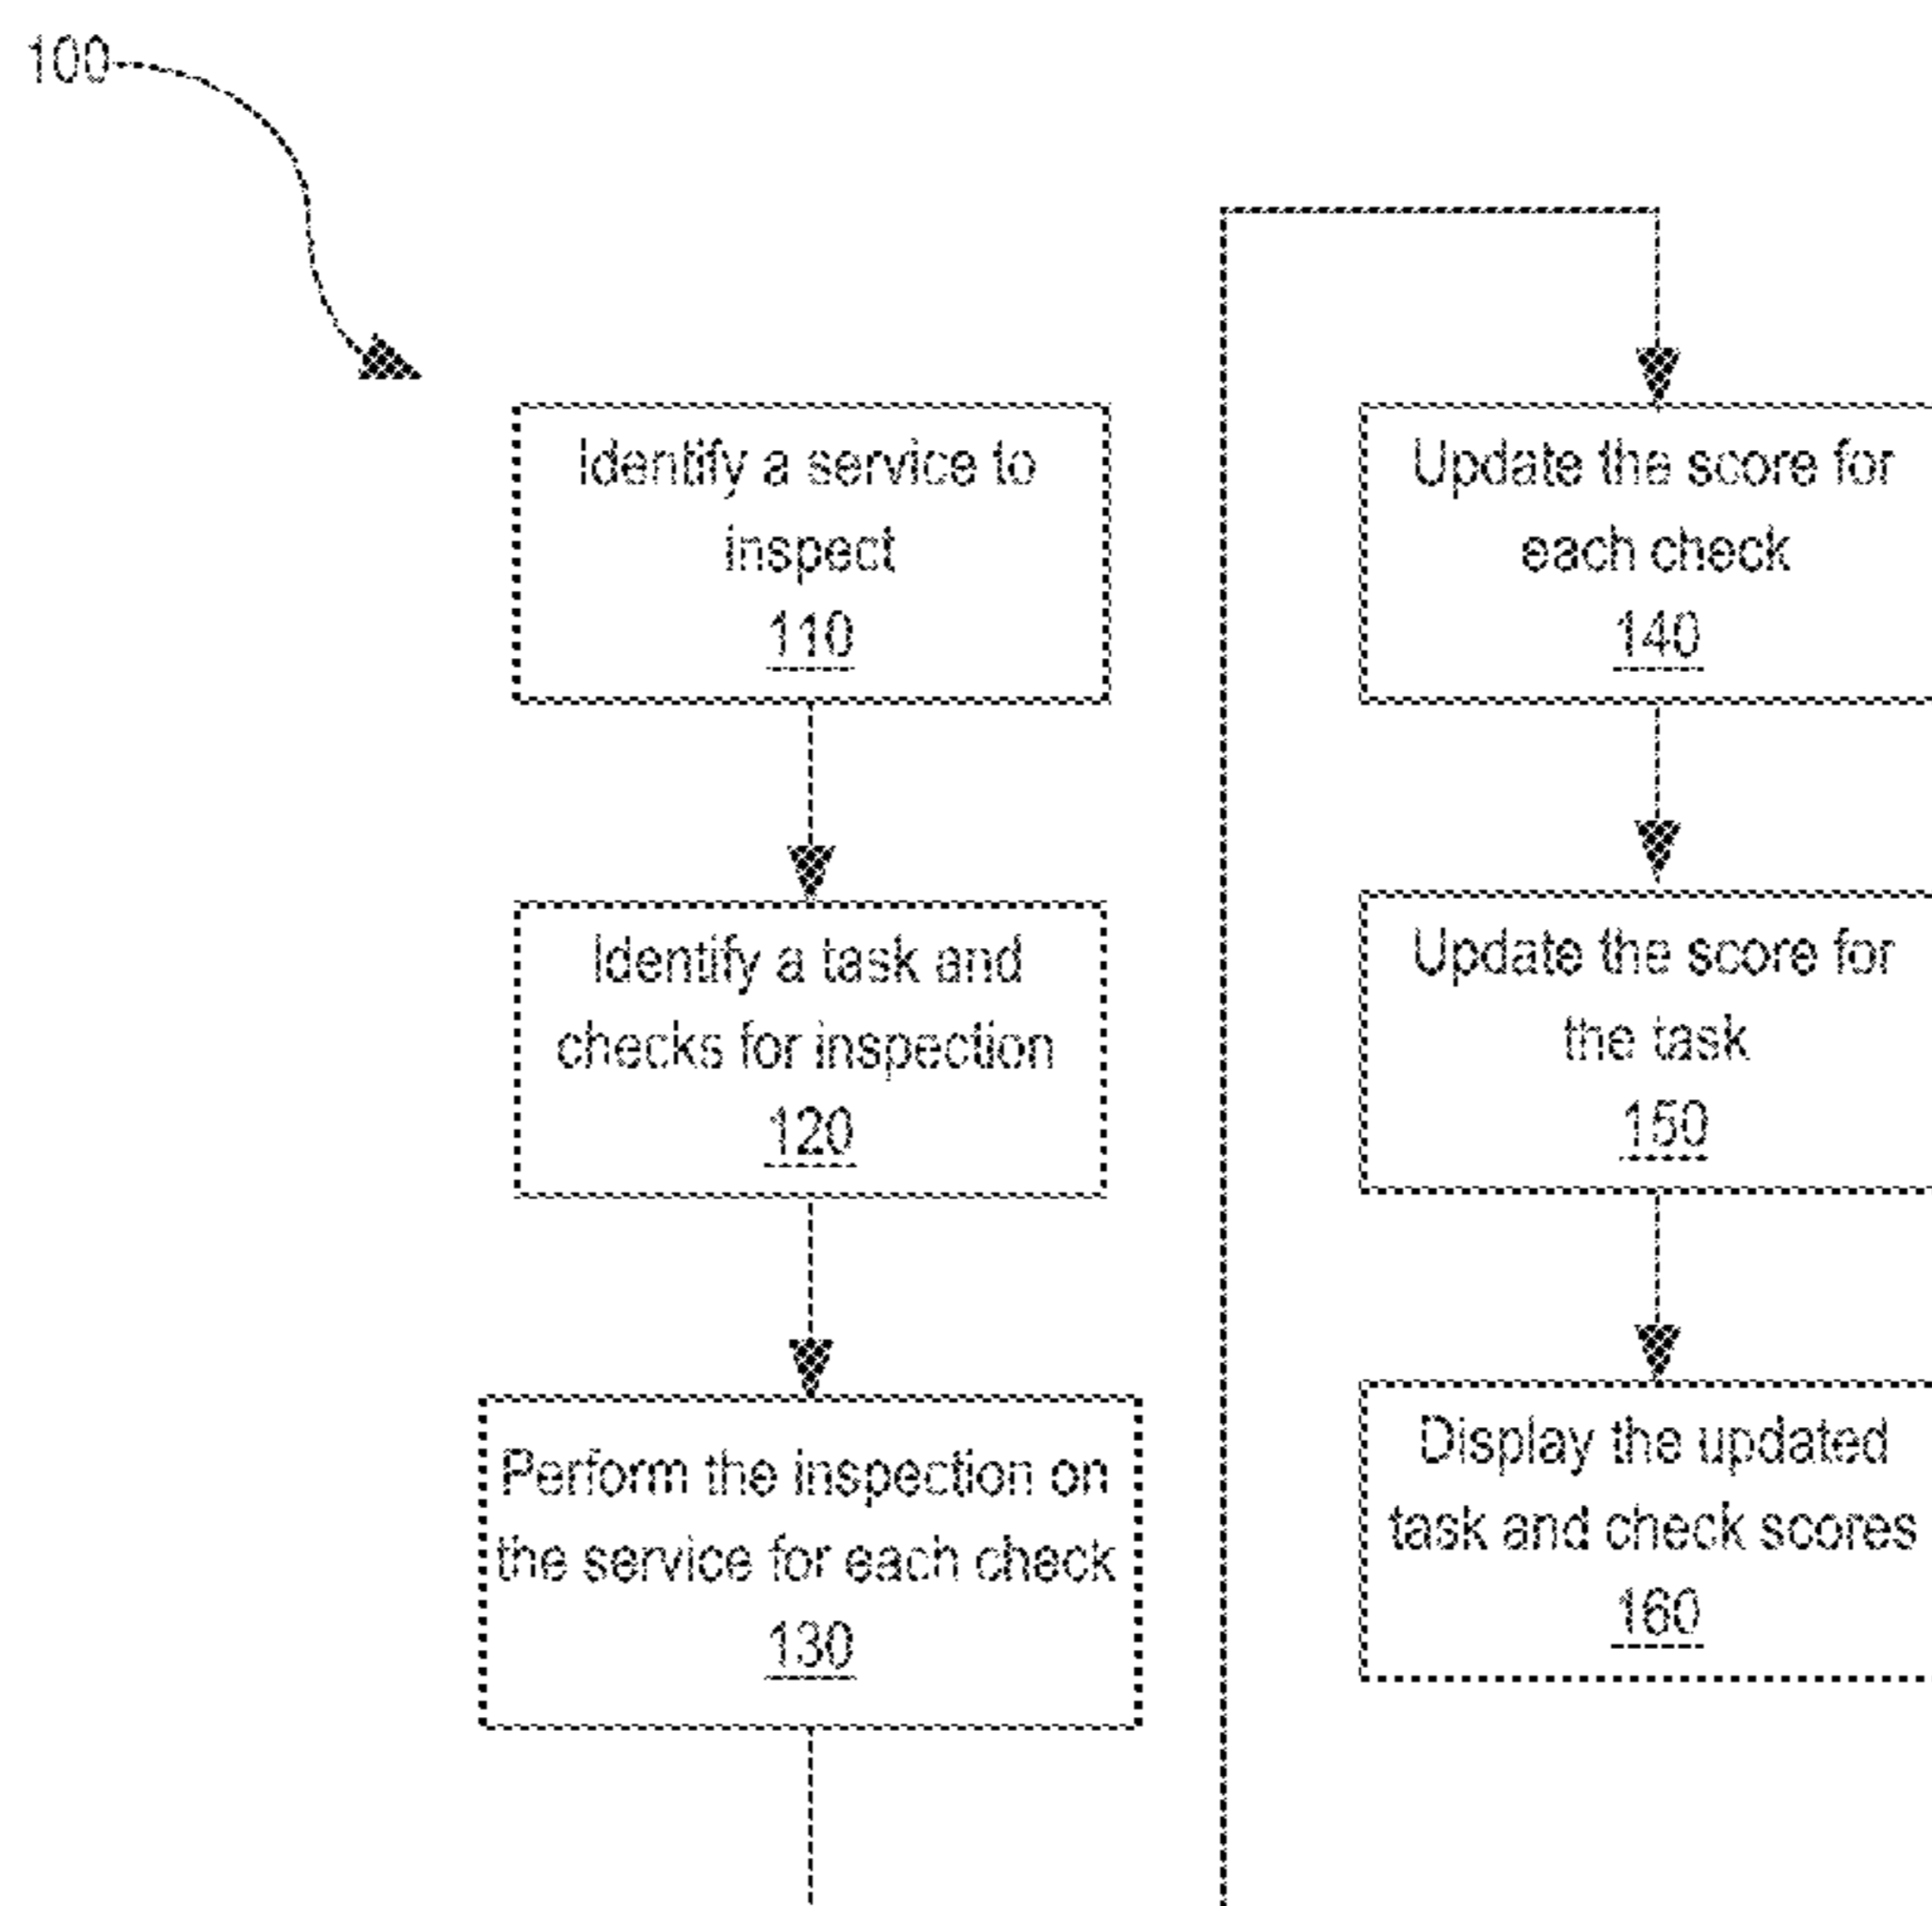 100
Identify a service to
inspect
110
Identify a task and
checks for inspection
120
Perform the inspection on
the service for each check
130
Update the score for
each check
140
Update the score for
the task
150
Display the updated
task and check scores
160